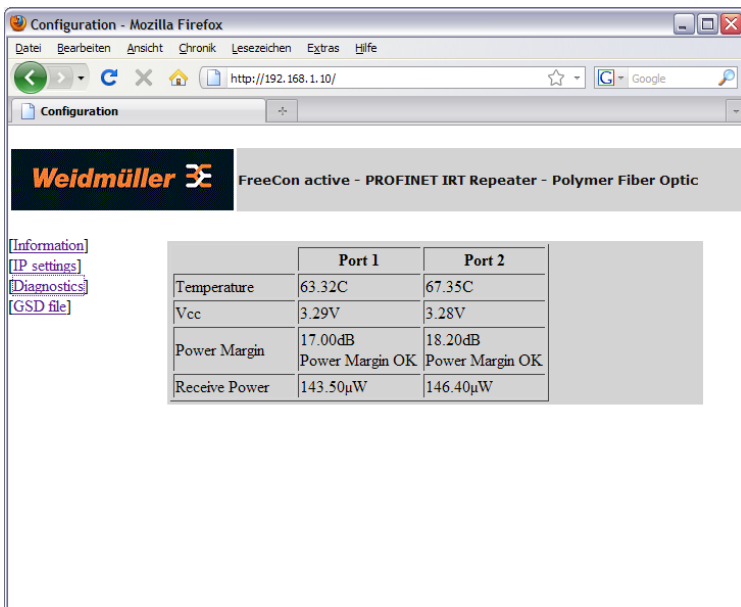 Configuration - Mozilla Firefox
Datei Bearbeiten Ansicht Chronik Lesezeichen Extras Hilfe
http://192.168.1.10/
G Google
Configuration
Weidmüller
FreeCon active - PROFINET IRT Repeater - Polymer Fiber Optic
[Information]
[IP settings]
[Diagnostics]
[GSD file]
Port 1 Port 2
Temperature 63.32C 67.35C
Vcc 3.29V 3.28V
Power Margin 17.00dB 18.20dB
Power Margin OK Power Margin OK
Receive Power 143.50µW 146.40µW